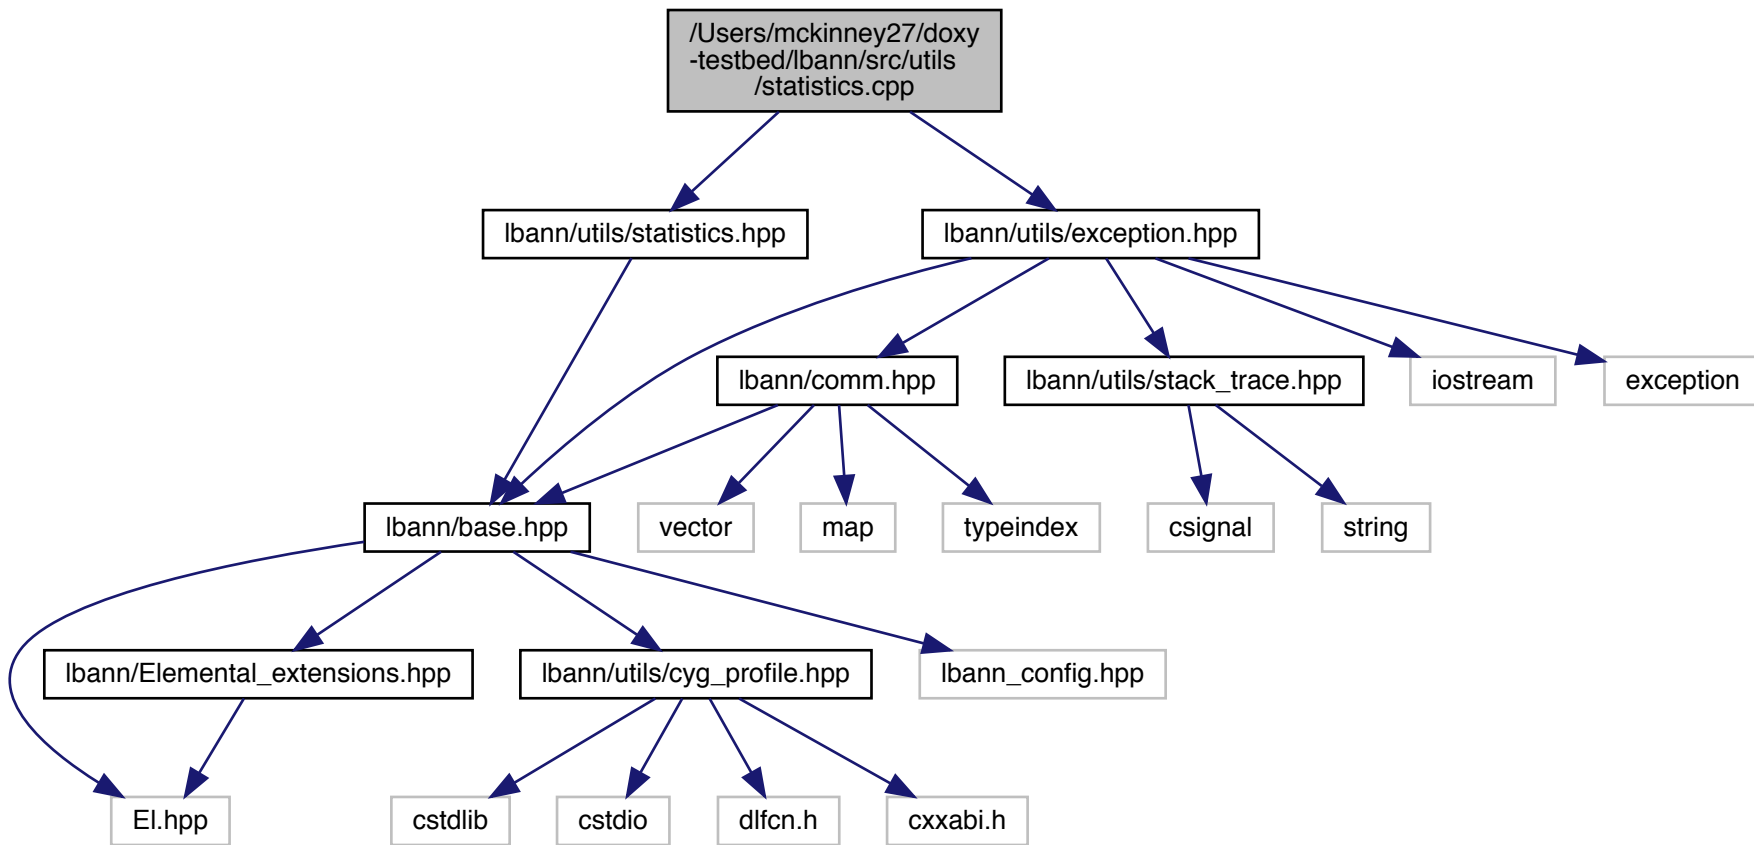 /Users/mckinney27/doxy
-testbed/lbann/src/utils
/statistics.cpp
lbann/utils/statistics.hpp
lbann/utils/exception.hpp
lbann/comm.hpp
lbann/utils/stack_trace.hpp
iostream
exception
lbann/base.hpp
vector
map
typeindex
csignal
string
lbann/Elemental_extensions.hpp
lbann/utils/cyg_profile.hpp
lbann_config.hpp
El.hpp
cstdlib
cstdio
dlfcn.h
cxxabi.h